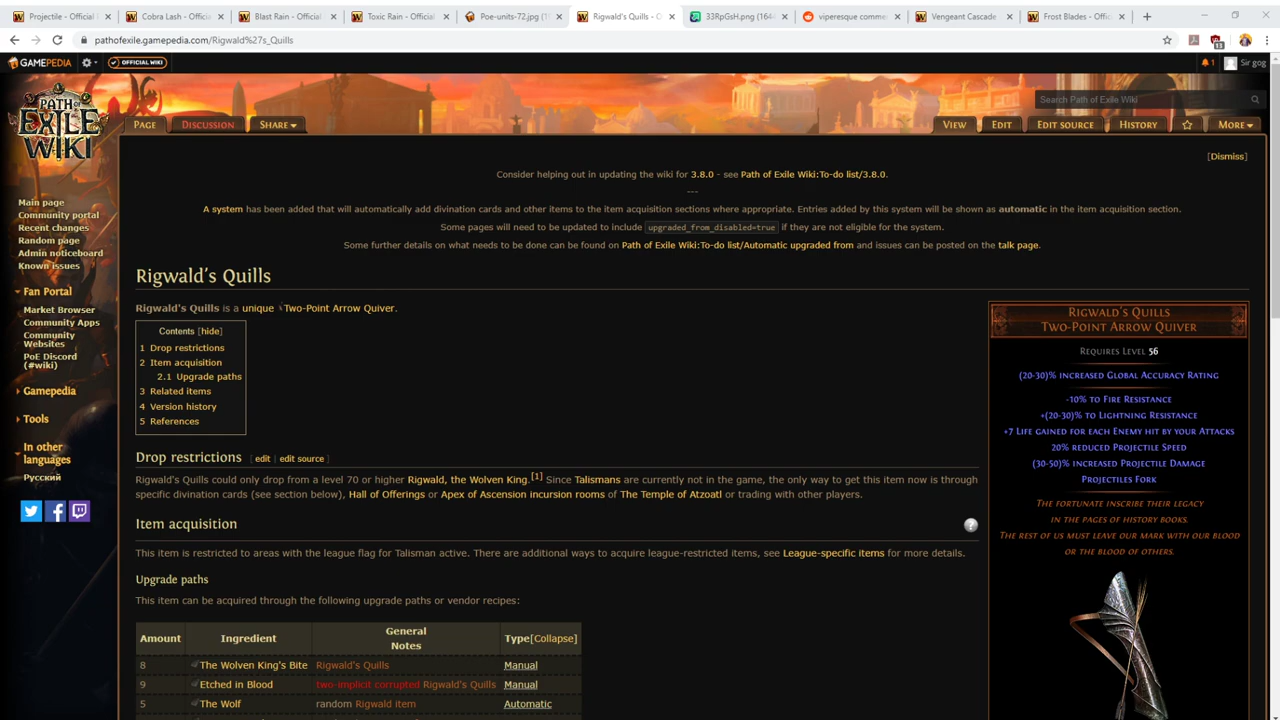 Projectile - Official
Cobra Lash - Official
Blast Rain - Official
Toxic Rain - Official
Poe-units-72.jpg (11
Rigwald's Quills - O
33RpGsH.png (164
viperesque comme
Vengeant Cascade
Frost Blades - Offic
pathofexile.gamepedia.com/Rigwald%27s_Quills
GAMEPEDIA
OFFICIAL WIKI
1
Sir gog
PATH OF EXILE WIKI
Search Path of Exile Wiki
PAGE DISCUSSION SHARE
VIEW EDIT EDIT SOURCE HISTORY MORE
[Dismiss]
Consider helping out in updating the wiki for 3.8.0 - see Path of Exile Wiki:To-do list/3.8.0.
---
A system has been added that will automatically add divination cards and other items to the item acquisition sections where appropriate. Entries added by this system will be shown as automatic in the item acquisition section.
Some pages will need to be updated to include upgraded_from_disabled=true if they are not eligible for the system.
Some further details on what needs to be done can be found on Path of Exile Wiki:To-do list/Automatic upgraded from and issues can be posted on the talk page.
Main page
Community portal
Recent changes
Random page
Admin noticeboard
Known issues
Fan Portal
Market Browser
Community Apps
Community
Websites
PoE Discord
(#wiki)
Gamepedia
Tools
In other
languages
Русский
Rigwald's Quills
Rigwald's Quills is a unique Two-Point Arrow Quiver.
Contents [hide]
1 Drop restrictions
2 Item acquisition
2.1 Upgrade paths
3 Related items
4 Version history
5 References
Drop restrictions [ edit | edit source ]
Rigwald's Quills could only drop from a level 70 or higher Rigwald, the Wolven King.[1] Since Talismans are currently not in the game, the only way to get this item now is through
specific divination cards (see section below), Hall of Offerings or Apex of Ascension incursion rooms of The Temple of Atzoatl or trading with other players.
Item acquisition
?
This item is restricted to areas with the league flag for Talisman active. There are additional ways to acquire league-restricted items, see League-specific items for more details.
Upgrade paths
This item can be acquired through the following upgrade paths or vendor recipes:
Amount Ingredient General Notes Type[Collapse]
8 The Wolven King's Bite Rigwald's Quills Manual
9 Etched in Blood two-implicit corrupted Rigwald's Quills Manual
5 The Wolf random Rigwald item Automatic
RIGWALD'S QUILLS
TWO-POINT ARROW QUIVER
REQUIRES LEVEL 56
(20-30)% INCREASED GLOBAL ACCURACY RATING
-10% TO FIRE RESISTANCE
+(20-30)% TO LIGHTNING RESISTANCE
+7 LIFE GAINED FOR EACH ENEMY HIT BY YOUR ATTACKS
20% REDUCED PROJECTILE SPEED
(30-50)% INCREASED PROJECTILE DAMAGE
PROJECTILES FORK
THE FORTUNATE INSCRIBE THEIR LEGACY
IN THE PAGES OF HISTORY BOOKS.
THE REST OF US MUST LEAVE OUR MARK WITH OUR BLOOD
OR THE BLOOD OF OTHERS.